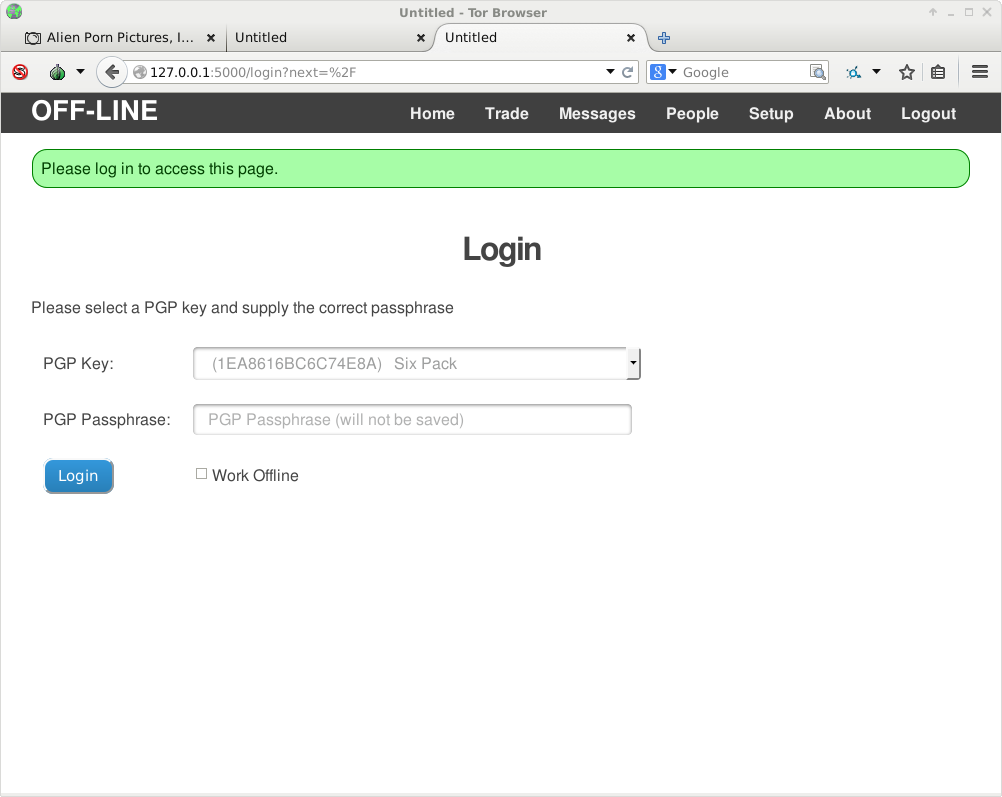 Untitled - Tor Browser
Alien Porn Pictures, I... Untitled Untitled
127.0.0.1:5000/login?next=%2F Google
OFF-LINE Home Trade Messages People Setup About Logout
Please log in to access this page.
Login
Please select a PGP key and supply the correct passphrase
PGP Key: (1EA8616BC6C74E8A) Six Pack
PGP Passphrase: PGP Passphrase (will not be saved)
Login Work Offline